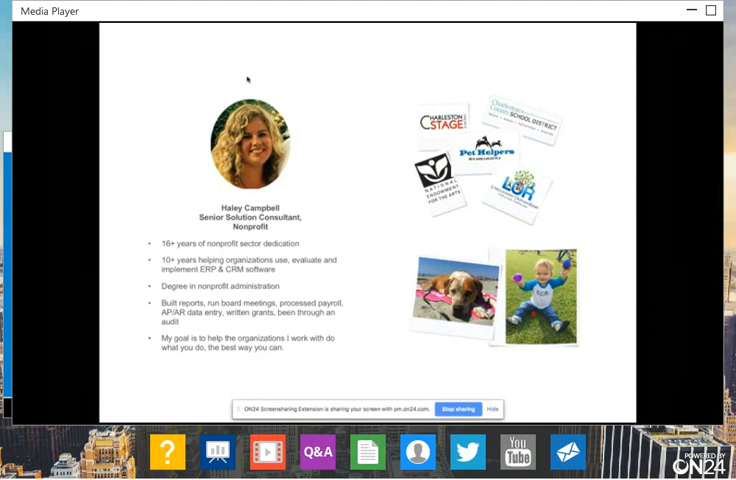 Media Player
Haley Campbell
Senior Solution Consultant,
Nonprofit
• 16+ years of nonprofit sector dedication
• 10+ years helping organizations use, evaluate and
implement ERP & CRM software
• Degree in nonprofit administration
• Built reports, run board meetings, processed payroll,
AP/AR data entry, written grants, been through an
audit
• My goal is to help the organizations I work with do
what you do, the best way you can.
CHARLESTON
STAGE
Charleston
County SCHOOL DISTRICT
Pet Helpers
NATIONAL
ENDOWMENT
FOR THE ARTS
LCR
ON24 Screensharing Extension is sharing your screen with pm.on24.com.
Stop sharing
Hide
?
Q&A
You
Tube
POWERED BY
ON24